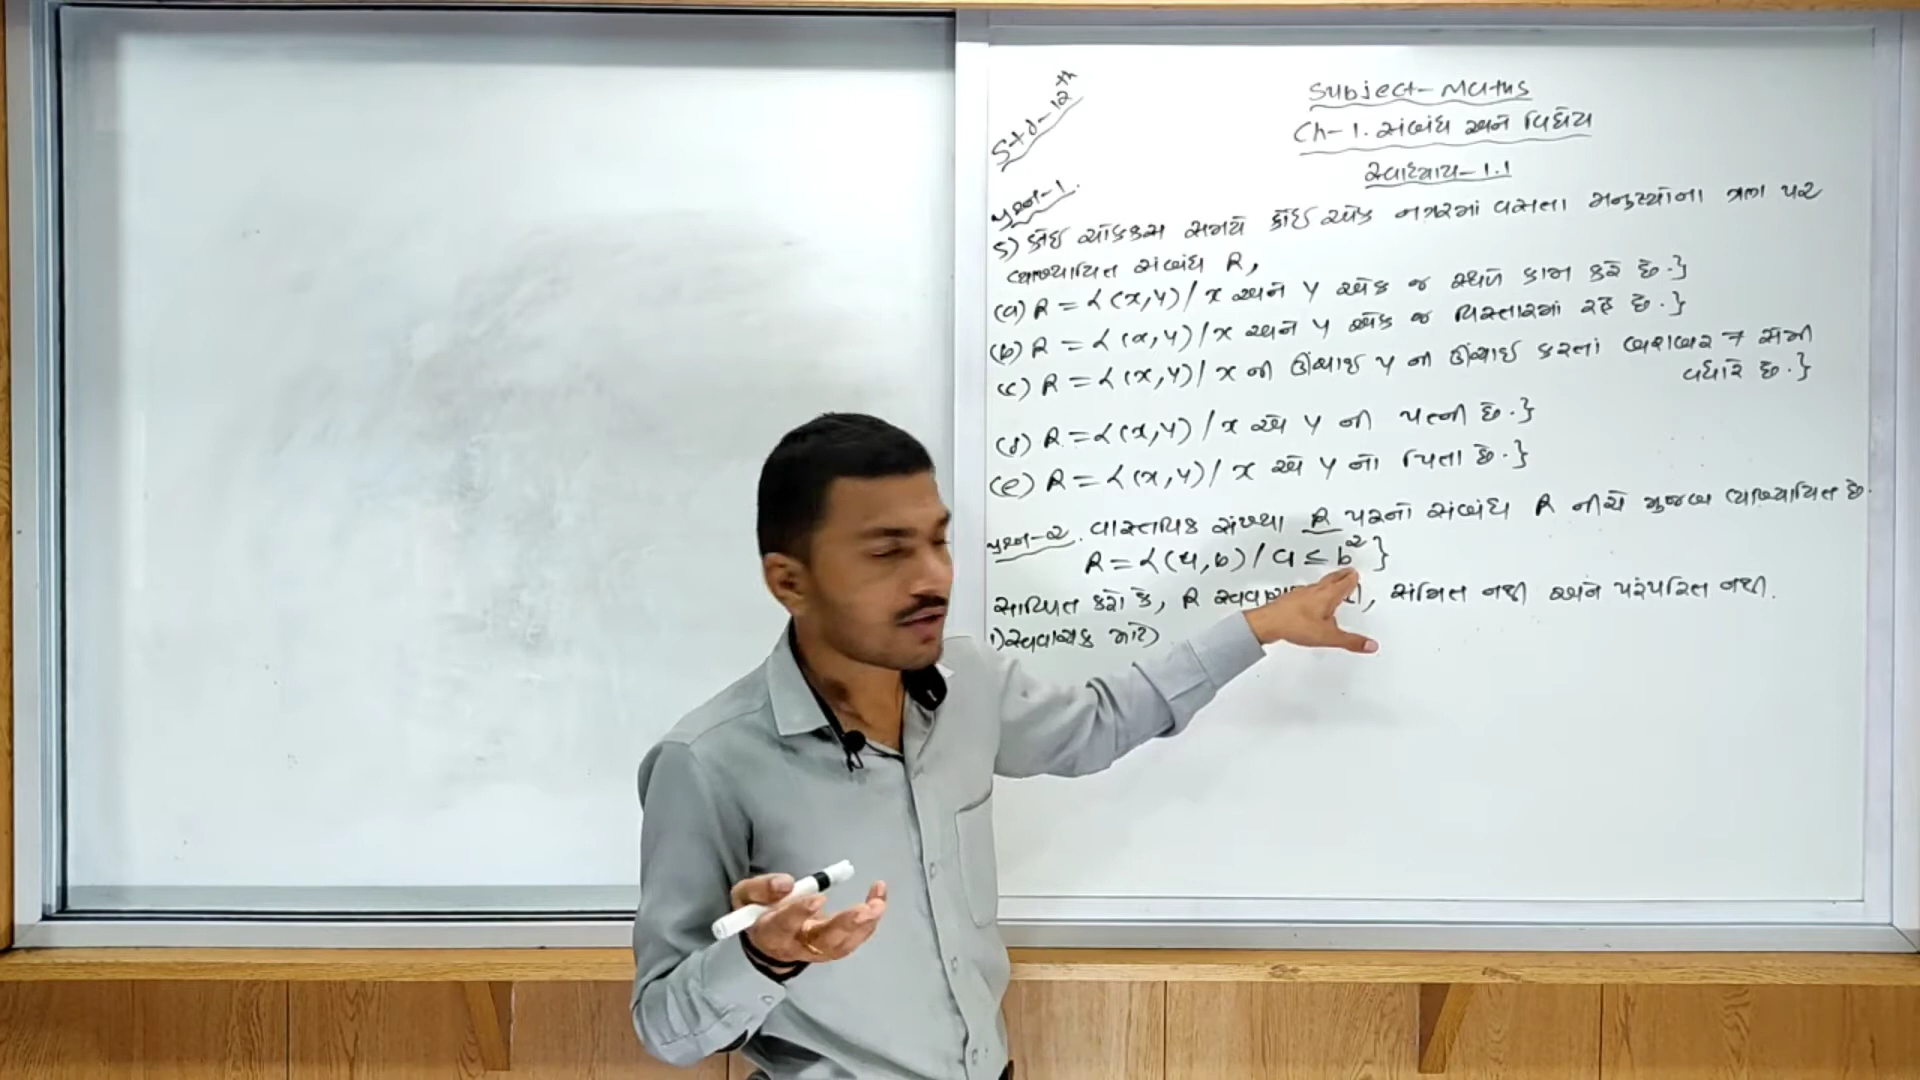 Std-12th
Subject-Maths
Ch-1. સંબંધ અને વિધેય
સ્વાધ્યાય-1.1
પ્રશ્ન-1.
5) કોઈ ચોક્કસ સમયે કોઈ એક નગરમાં વસતા મનુષ્યોના ગણ પર
વ્યાખ્યાયિત સંબંધ R,
(a) R = {(x,y) / x અને y એક જ સ્થળે કામ કરે છે.}
(b) R = {(x,y) / x અને y એક જ વિસ્તારમાં રહે છે.}
(c) R = {(x,y) / x ની ઊંચાઈ y ની ઊંચાઈ કરતાં બરાબર 7 સેમી
વધારે છે.}
(d) R = {(x,y) / x એ y ની પત્ની છે.}
(e) R = {(x,y) / x એ y નો પિતા છે.}
પ્રશ્ન-2. વાસ્તવિક સંખ્યા R પરનો સંબંધ R નીચે મુજબ વ્યાખ્યાયિત છે.
R = {(a,b) / a ≤ b²}
સાબિત કરો કે, R , સંમિત નથી અને પરંપરિત નથી.
1) સ્વવાચક માટે